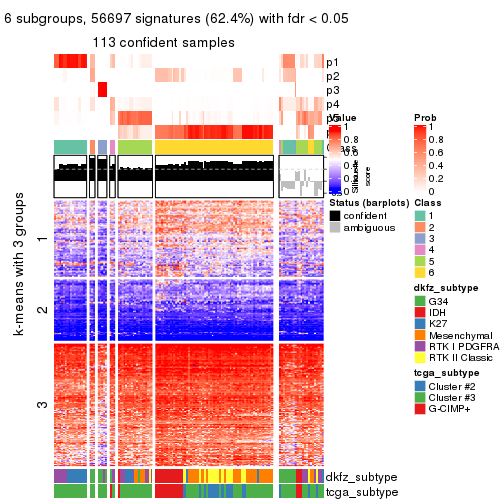 6 subgroups, 56697 signatures (62.4%) with fdr < 0.05
113 confident samples
p1
p2
p3
p4
k-means with 3 groups
1
2
3
dkfz_subtype
tcga_subtype
Value
1
0.8
0.6
0.4
0.2
0
score
Status (barplots)
confident
ambiguous
Prob
1
0.8
0.6
0.4
0.2
0
Class
1
2
3
4
5
6
dkfz_subtype
G34
IDH
K27
Mesenchymal
RTK I PDGFRA
RTK II Classic
tcga_subtype
Cluster #2
Cluster #3
G-CIMP+